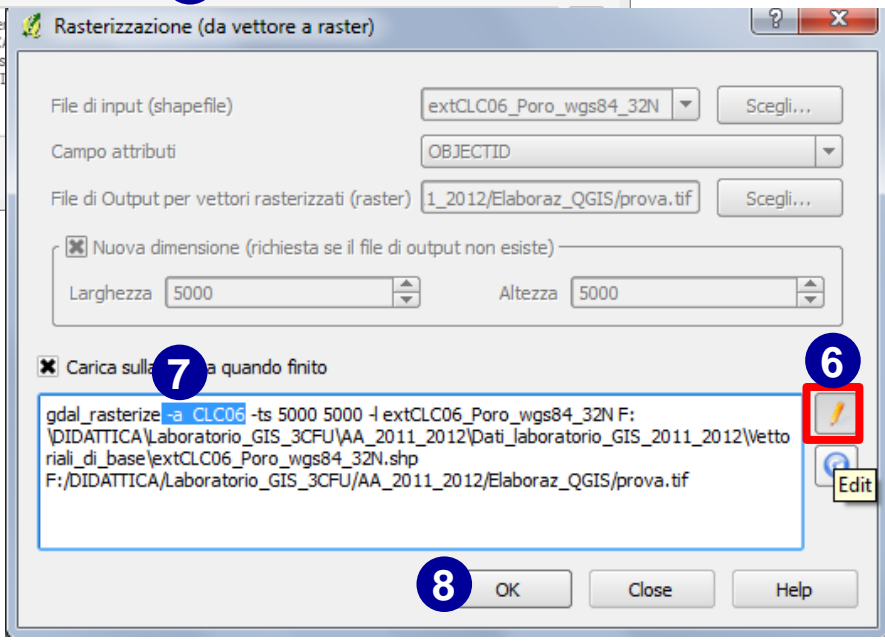 Rasterizzazione (da vettore a raster)
File di input (shapefile)
extCLC06_Poro_wgs84_32N
Scegli...
Campo attributi
OBJECTID
File di Output per vettori rasterizzati (raster)
1_2012/Elaboraz_QGIS/prova.tif
Scegli...
Nuova dimensione (richiesta se il file di output non esiste)
Larghezza
5000
Altezza
5000
Carica sulla
7
a quando finito
6
gdal_rasterize -a CLC06 -ts 5000 5000 -l extCLC06_Poro_wgs84_32N F:
\DIDATTICA\Laboratorio_GIS_3CFU\AA_2011_2012\Dati_laboratorio_GIS_2011_2012\Vetto
riali_di_base\extCLC06_Poro_wgs84_32N.shp
F:/DIDATTICA/Laboratorio_GIS_3CFU/AA_2011_2012/Elaboraz_QGIS/prova.tif
Edit
8
OK
Close
Help